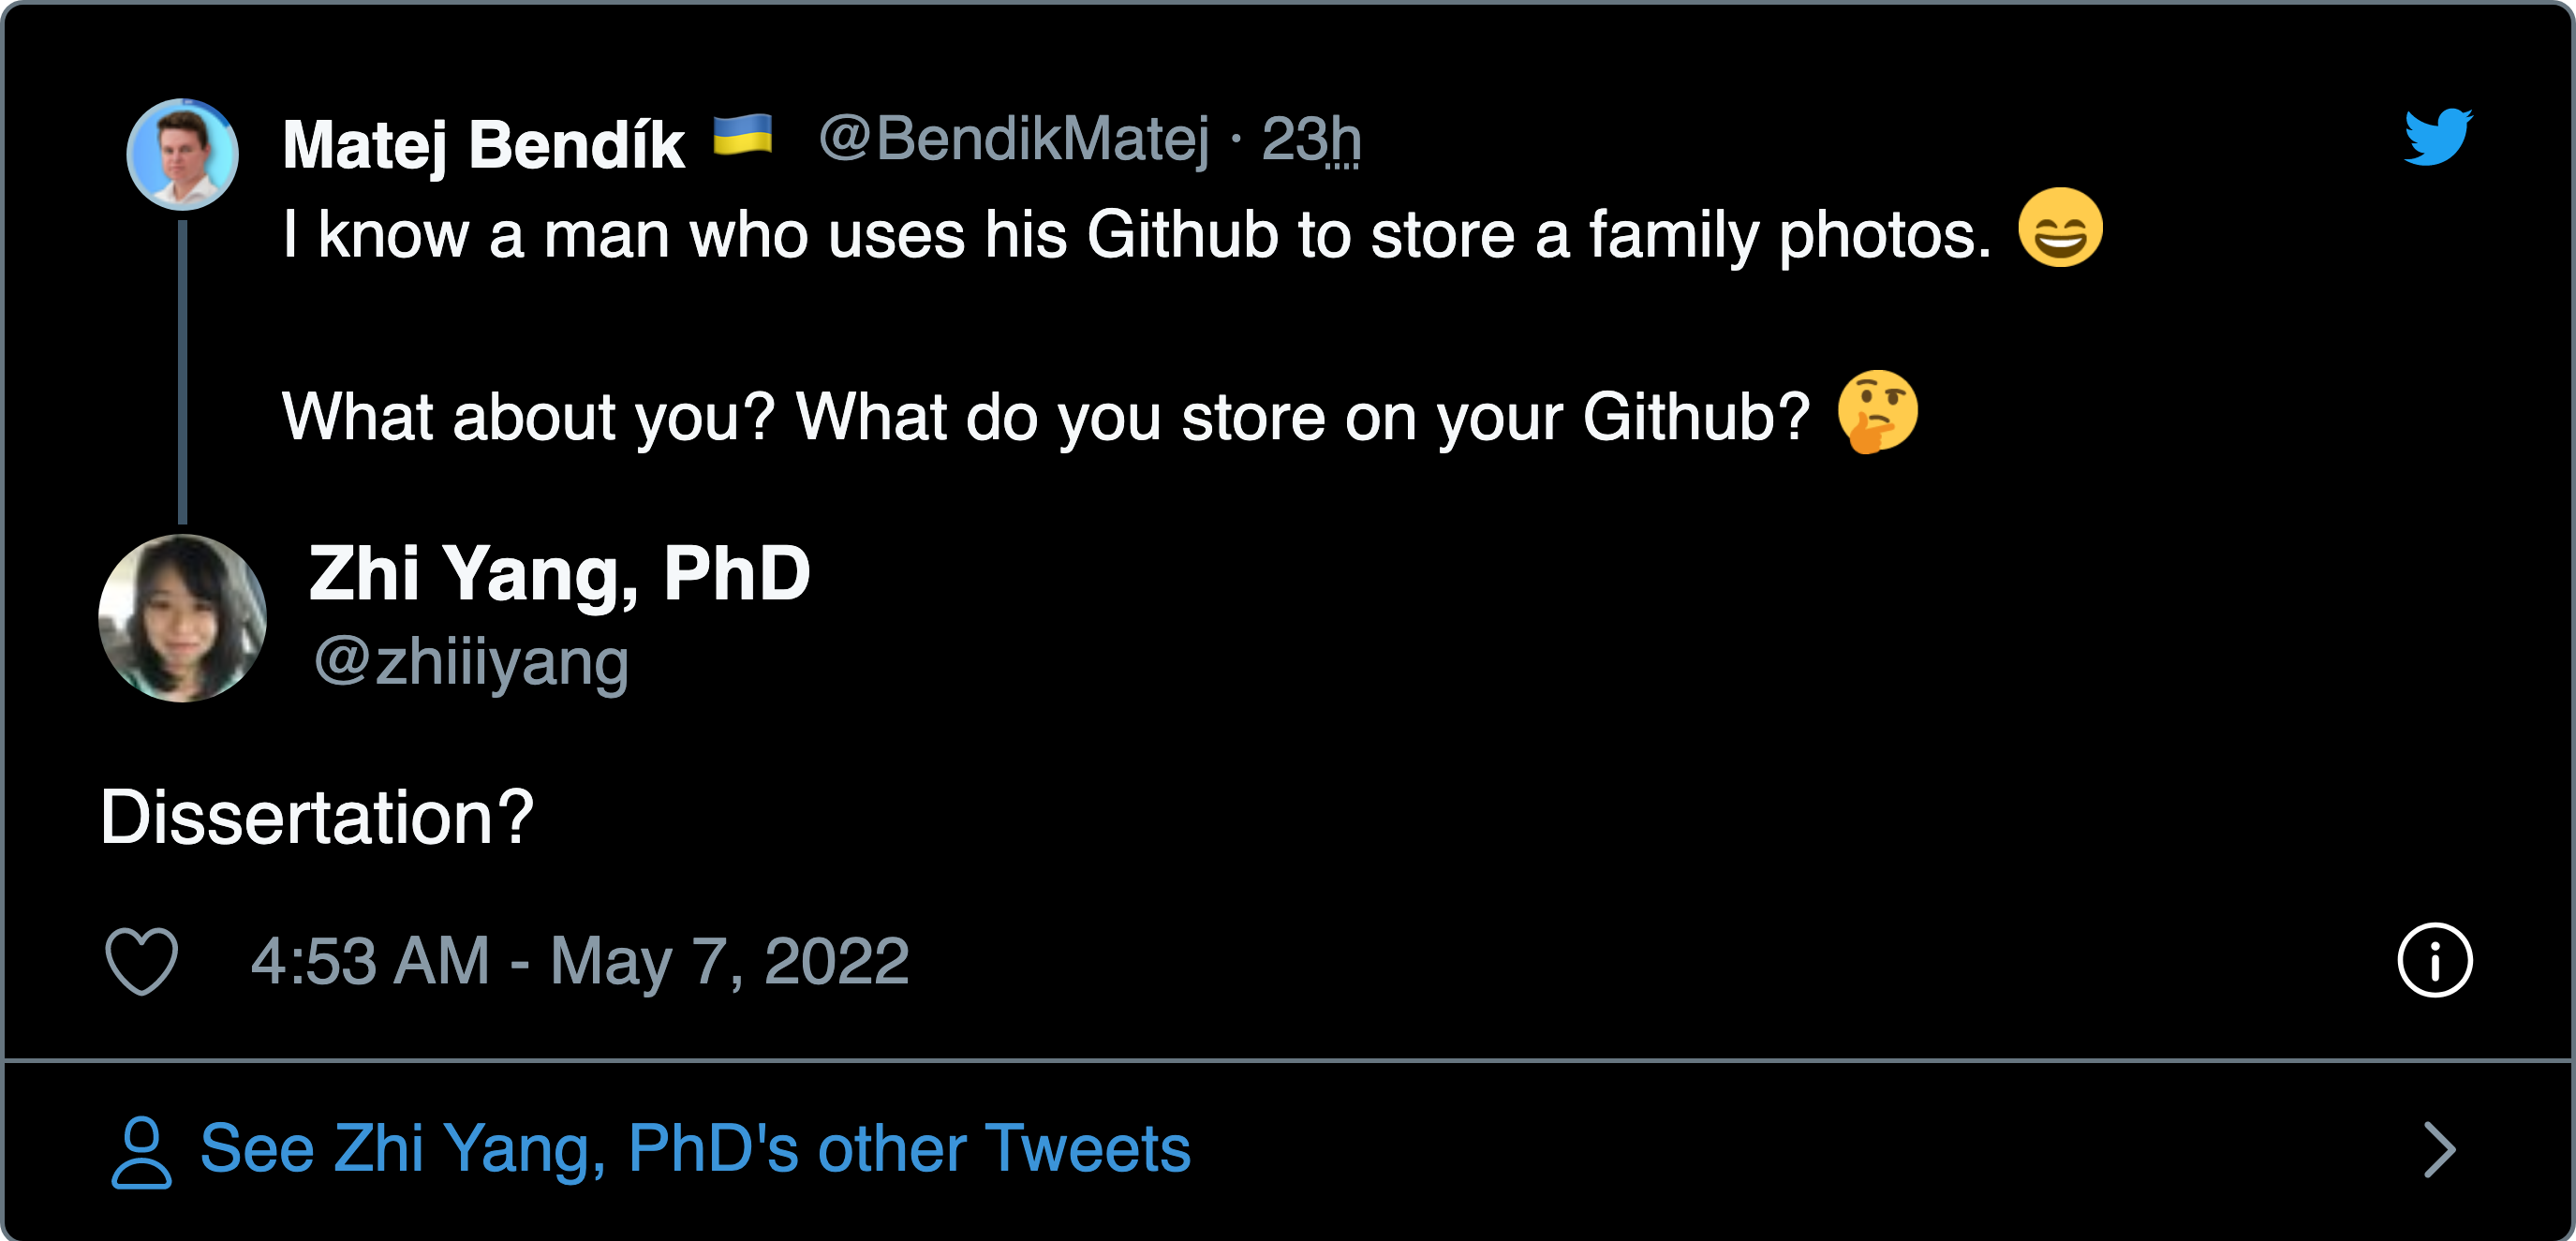 Matej Bendík 🇺🇦 @BendikMatej · 23h
I know a man who uses his Github to store a family photos. 😄
What about you? What do you store on your Github? 🤔
Zhi Yang, PhD
@zhiiiyang
Dissertation?
4:53 AM - May 7, 2022
See Zhi Yang, PhD's other Tweets